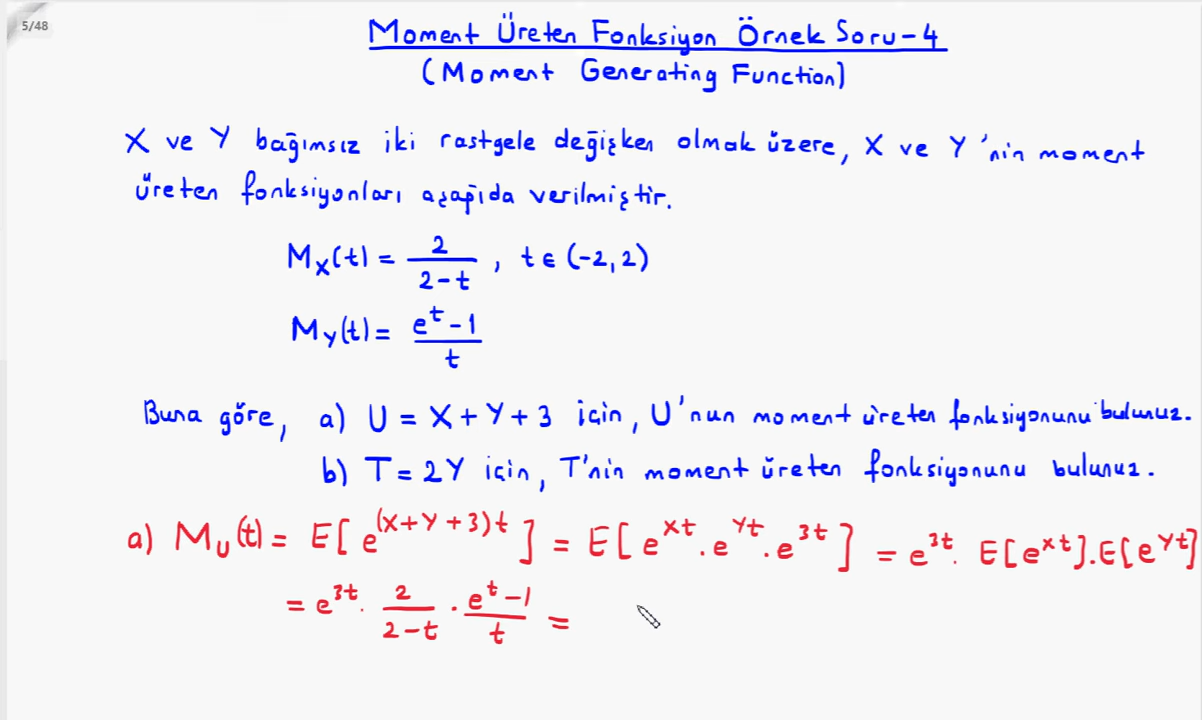 5/48
Moment Üreten Fonksiyon Örnek Soru-4
(Moment Generating Function)
X ve Y bağımsız iki rastgele değişken olmak üzere, X ve Y'nin moment
üreten fonksiyonları aşağıda verilmiştir.
M_X(t) = 2/(2-t) , t ∈ (-2,2)
M_Y(t) = (e^t - 1)/t
Buna göre, a) U = X + Y + 3 için, U'nun moment üreten fonksiyonunu bulunuz.
b) T = 2Y için, T'nin moment üreten fonksiyonunu bulunuz.
a) M_U(t) = E[e^{(X+Y+3)t}] = E[e^{Xt} . e^{Yt} . e^{3t}] = e^{3t} . E[e^{Xt}].E[e^{Yt}]
= e^{3t} . 2/(2-t) . (e^t - 1)/t =